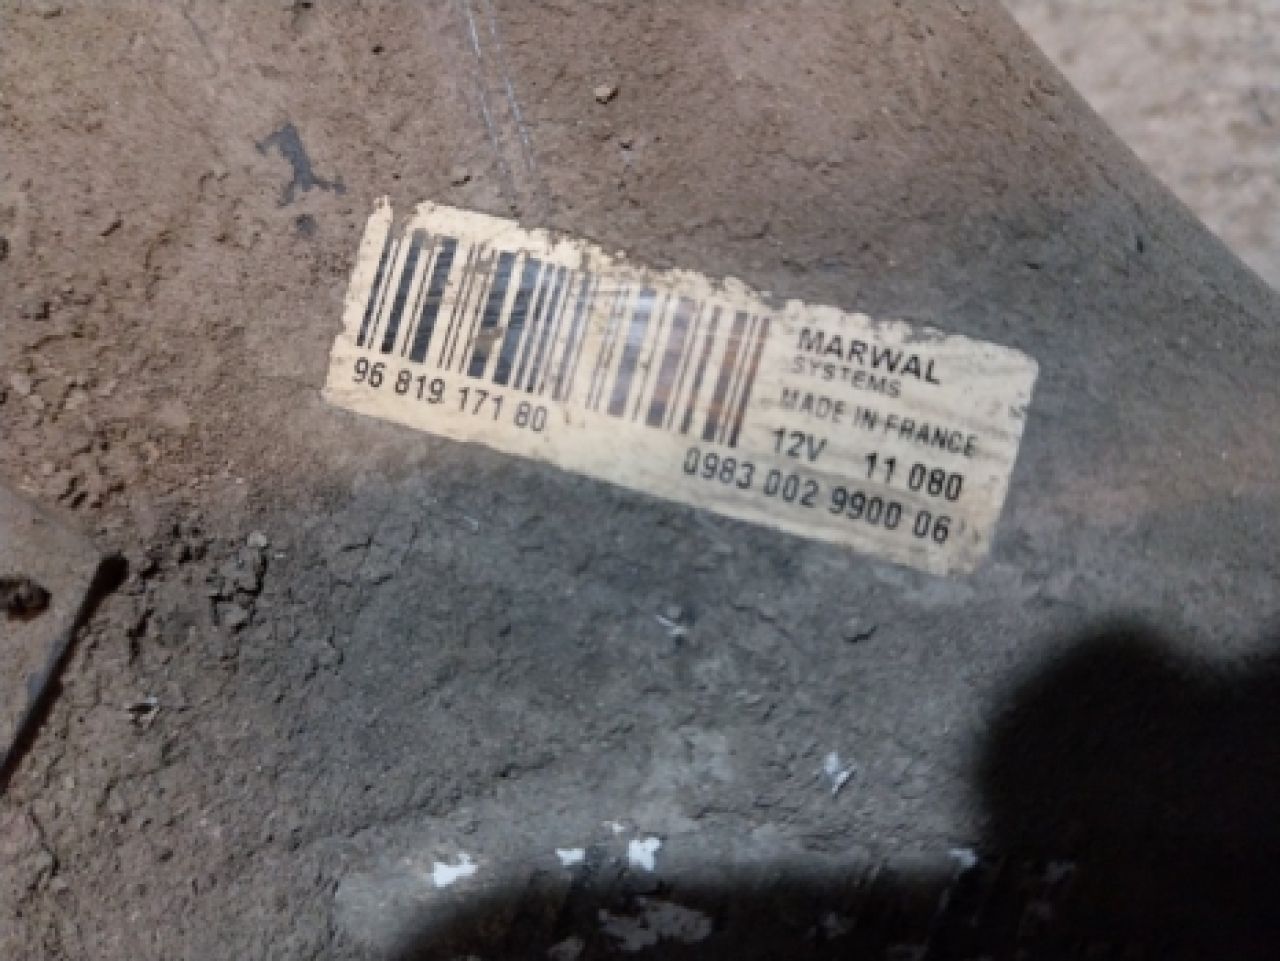 MARWAL
SYSTEMS
MADE IN FRANCE
12V 11 080
96 819 171 80
0983 002 9900 06